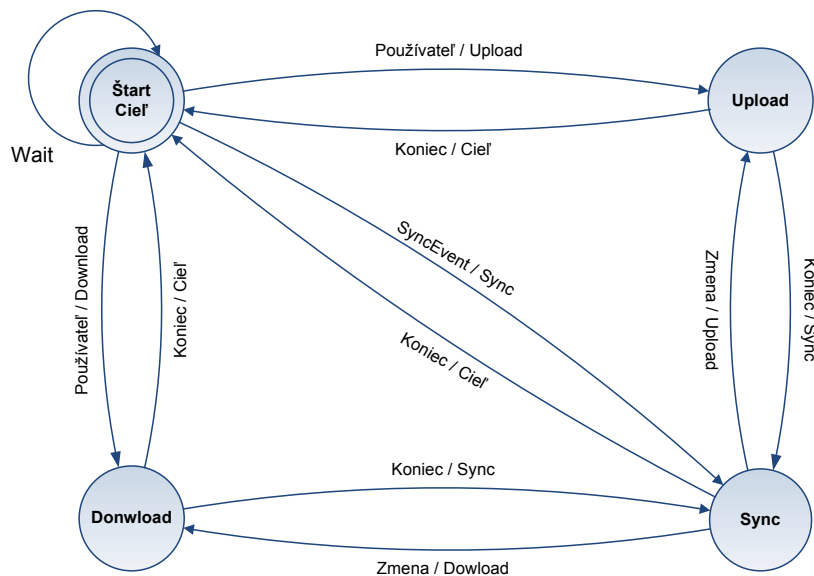 Používateľ / Upload
Štart
Cieľ
Upload
Koniec / Cieľ
Wait
SyncEvent / Sync
Používateľ / Download
Koniec / Cieľ
Koniec / Cieľ
Zmena / Upload
Koniec / Sync
Koniec / Sync
Donwload
Sync
Zmena / Dowload